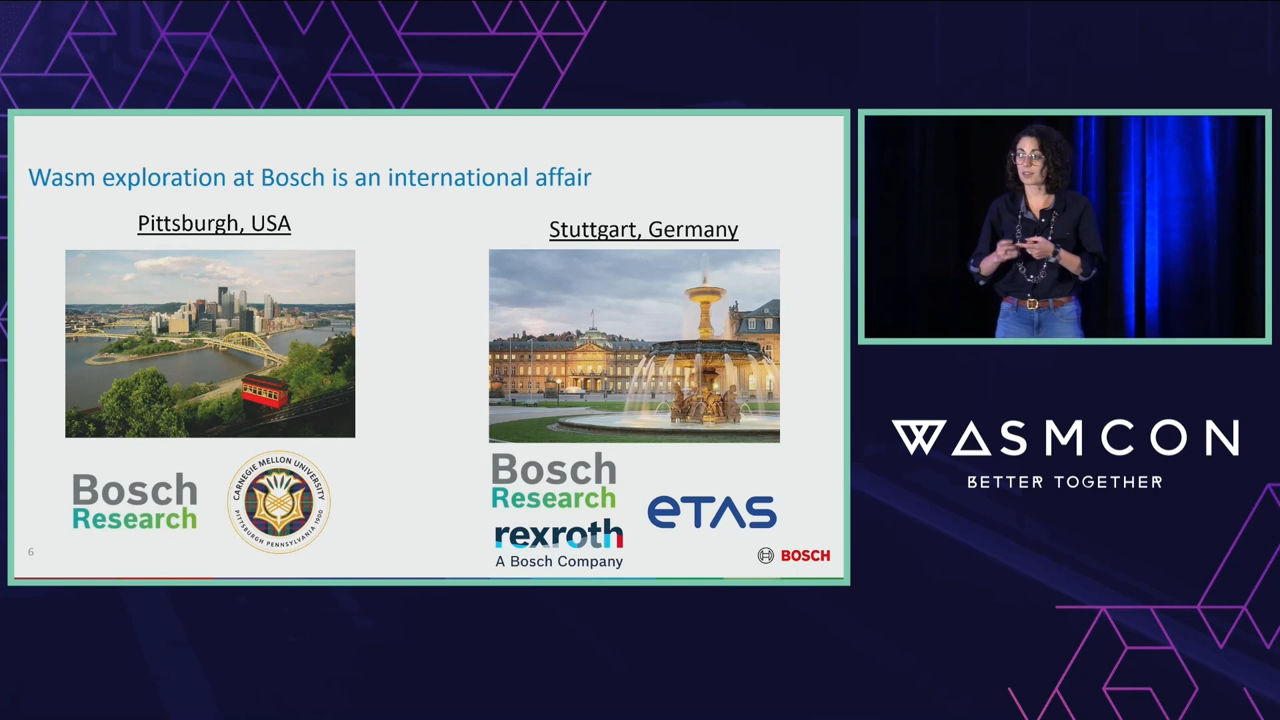 Wasm exploration at Bosch is an international affair
Pittsburgh, USA
Stuttgart, Germany
Bosch
Research
CARNEGIE MELLON UNIVERSITY
PITTSBURGH PENNSYLVANIA 1900
Bosch
Research
rexroth
A Bosch Company
eTAS
6
BOSCH
WASMCON
BETTER TOGETHER